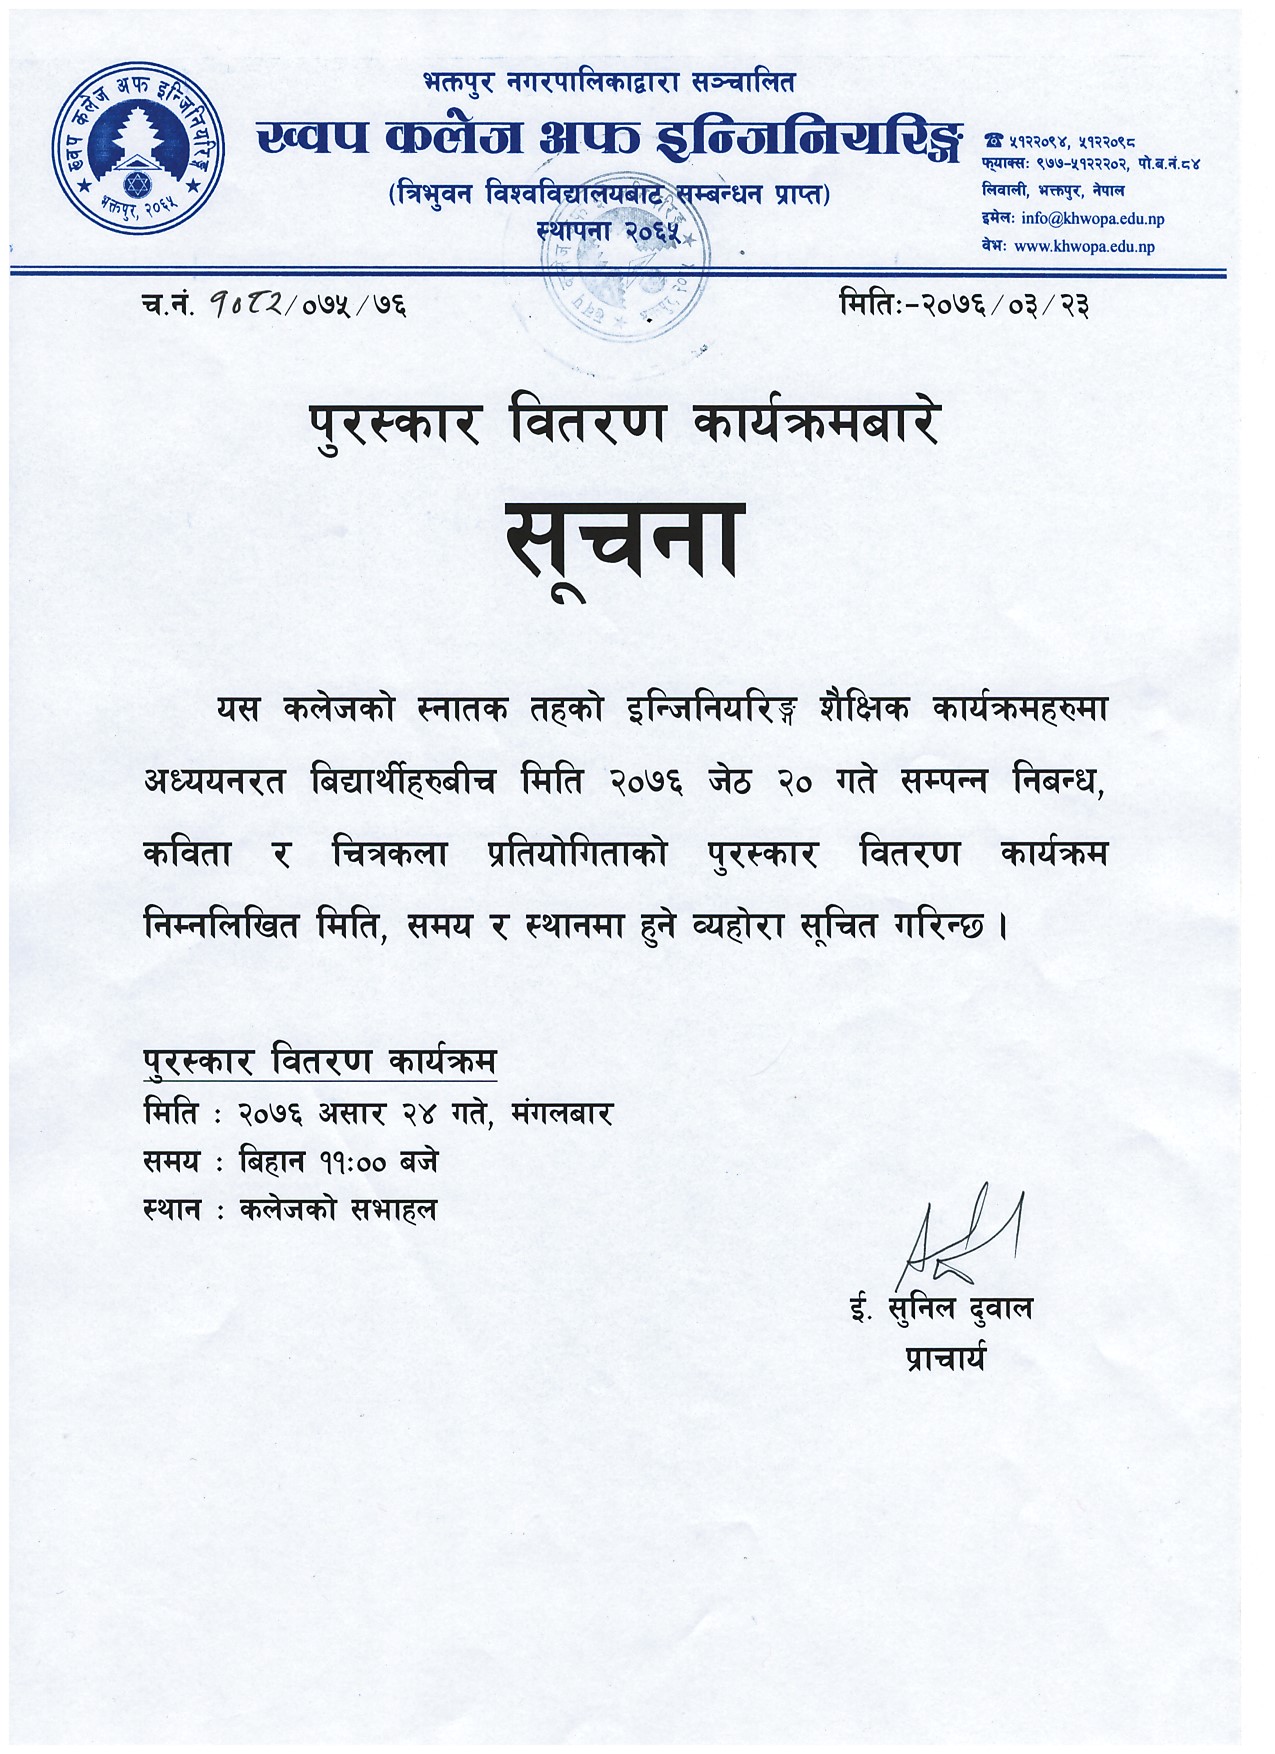 भक्तपुर नगरपालिकाद्वारा सञ्चालित
ख्वप कलेज अफ इन्जिनियरिङ्ग
(त्रिभुवन विश्वविद्यालयबाट सम्बन्धन प्राप्त)
स्थापना २०६५
ख्वप कलेज अफ इन्जिनियरिङ्ग
भक्तपुर, २०६५
☎ ५१२२०९४, ५१२२०९८
फ्याक्सः ९७७-५१२२२०२, पो.ब.नं.८४
लिवाली, भक्तपुर, नेपाल
इमेलः info@khwopa.edu.np
वेभः www.khwopa.edu.np
च.नं. १०८२/०७५/७६
मितिः-२०७६/०३/२३
पुरस्कार वितरण कार्यक्रमबारे
सूचना
यस कलेजको स्नातक तहको इन्जिनियरिङ्ग शैक्षिक कार्यक्रमहरुमा
अध्ययनरत बिद्यार्थीहरुबीच मिति २०७६ जेठ २० गते सम्पन्न निबन्ध,
कविता र चित्रकला प्रतियोगिताको पुरस्कार वितरण कार्यक्रम
निम्नलिखित मिति, समय र स्थानमा हुने व्यहोरा सूचित गरिन्छ ।
पुरस्कार वितरण कार्यक्रम
मिति : २०७६ असार २४ गते, मंगलबार
समय : बिहान ११:०० बजे
स्थान : कलेजको सभाहल
ई. सुनिल दुवाल
प्राचार्य